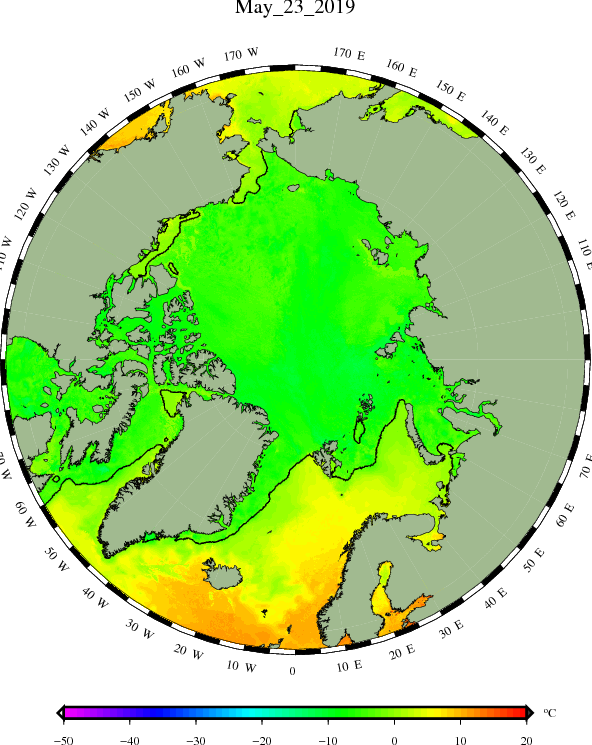 May_23_2019
170 W
170 E
160 W
160 E
150 W
150 E
140 W
140 E
130 W
130 E
120 W
120 E
110 E
70 E
60 W
60 E
50 W
50 E
40 W
40 E
30 W
30 E
20 W
20 E
10 W
10 E
0
°C
−50 −40 −30 −20 −10 0 10 20